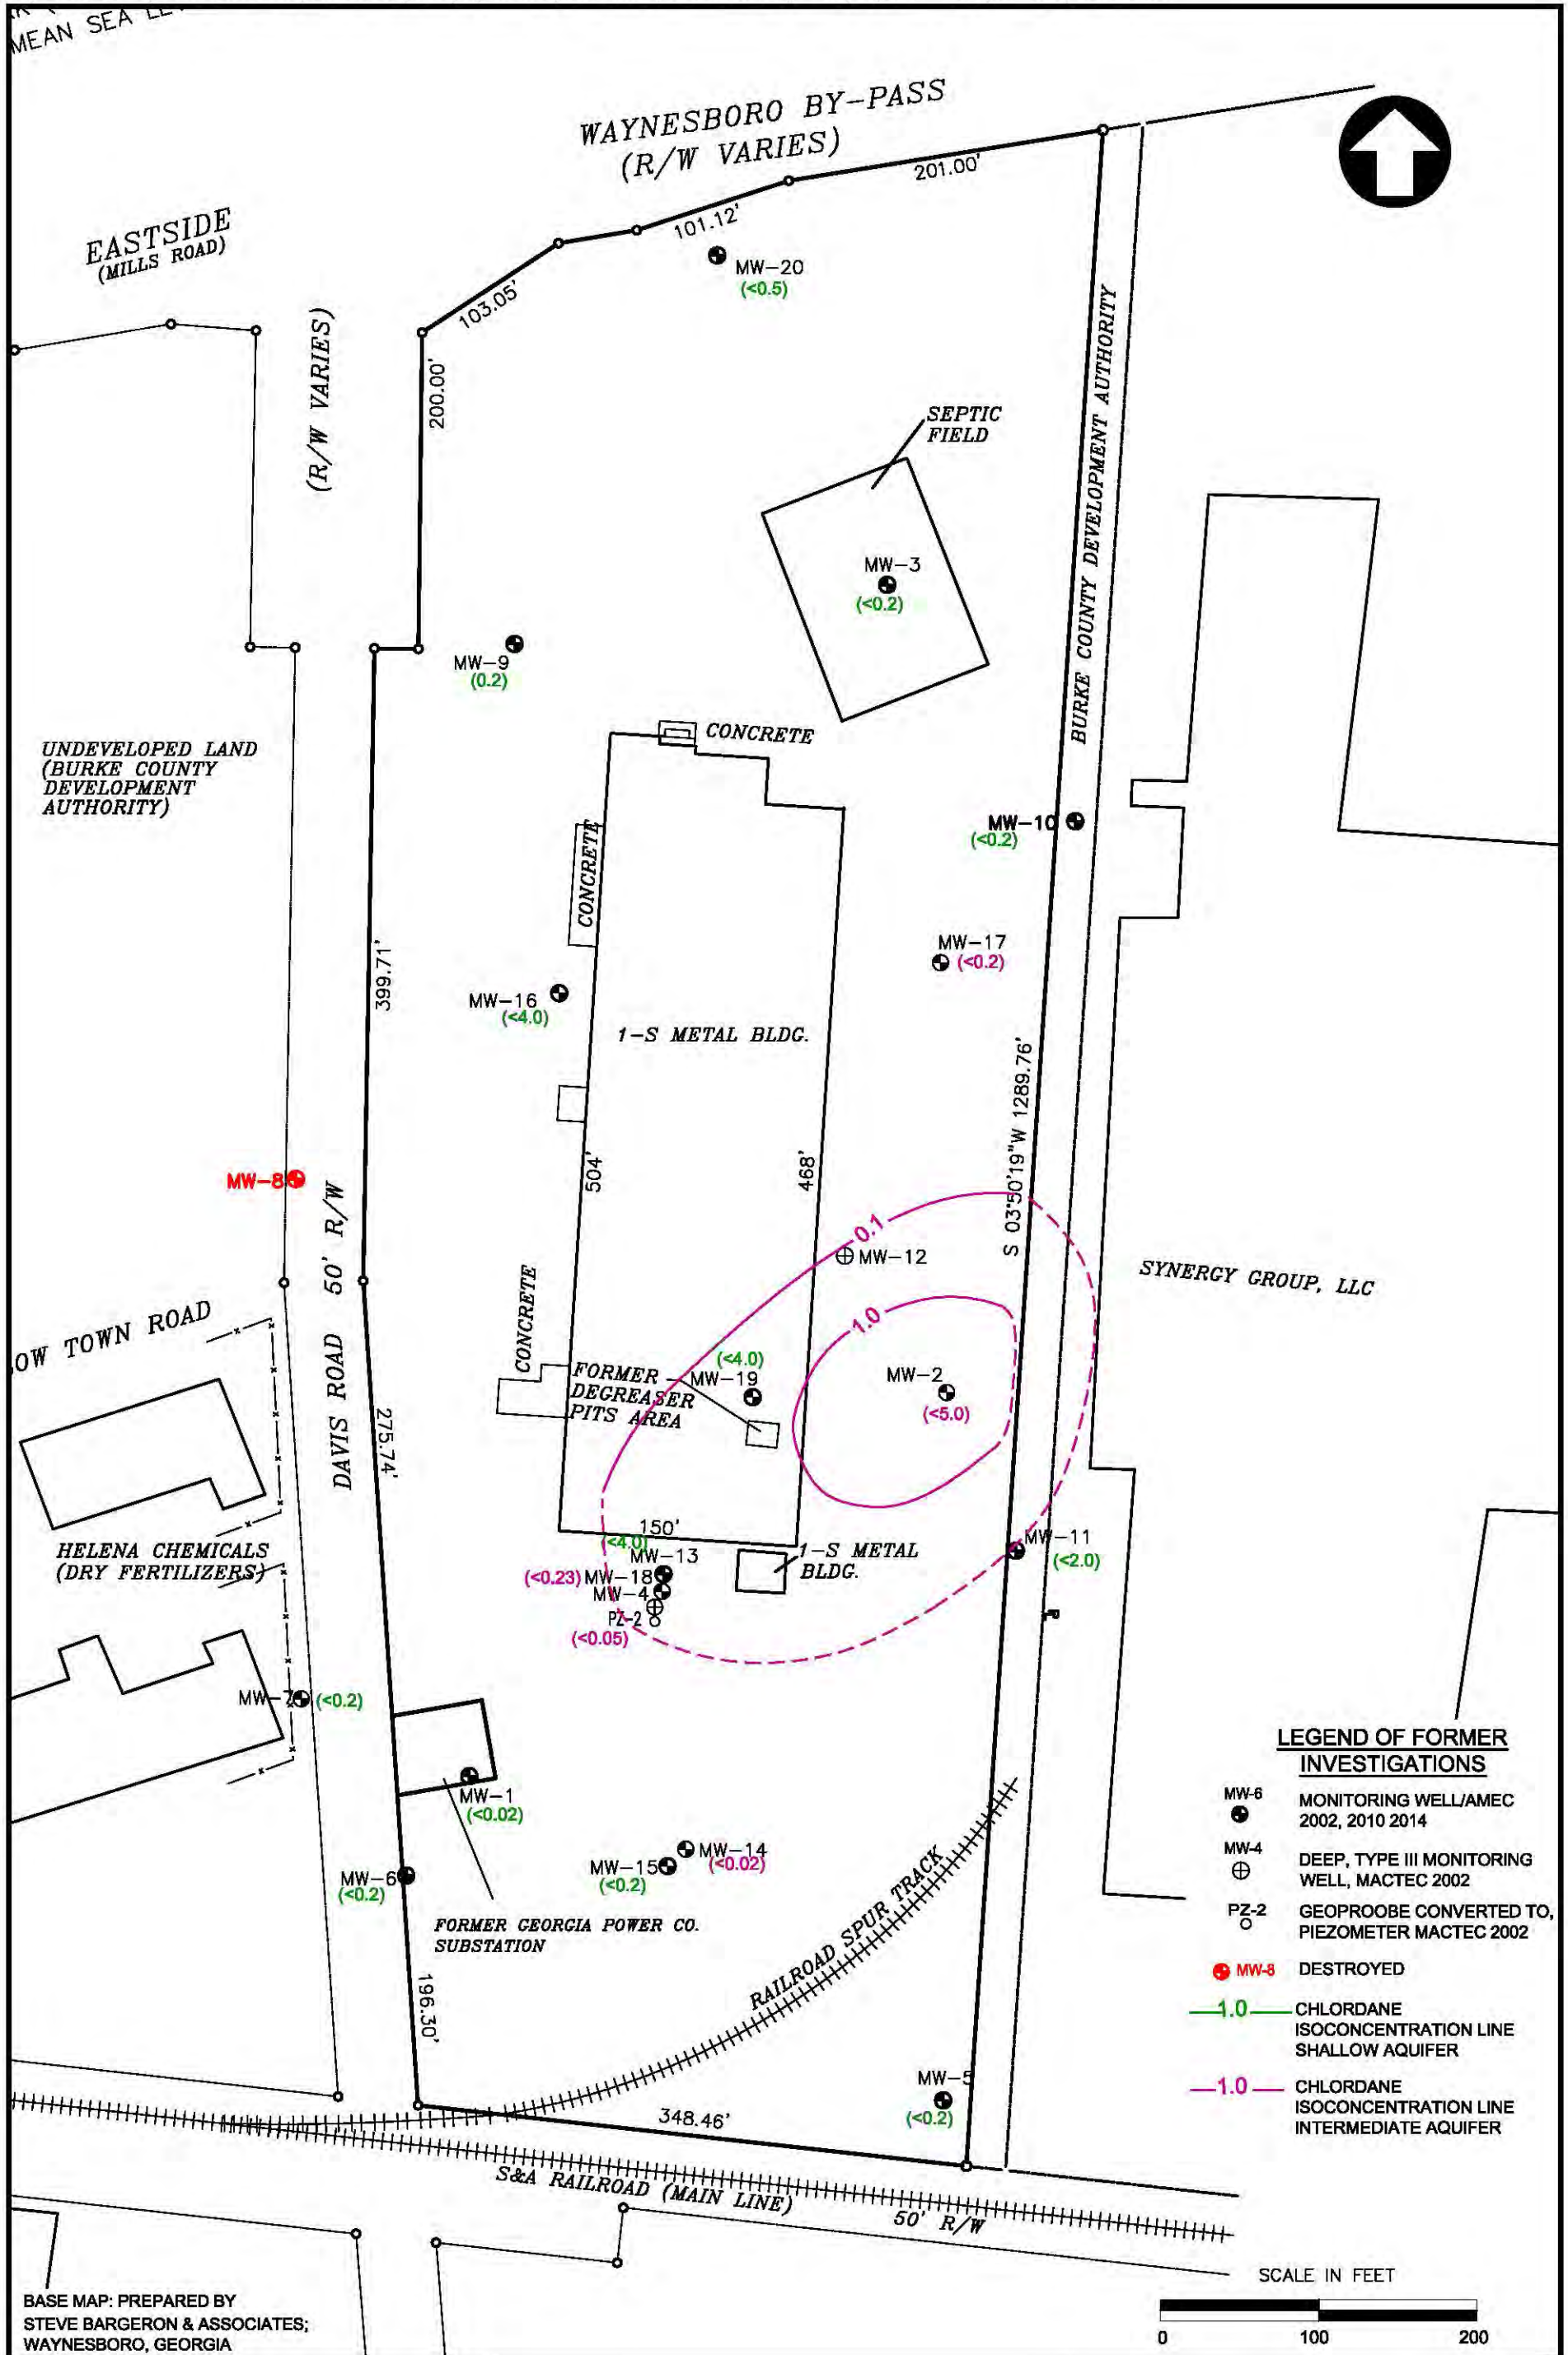 MEAN SEA
WAYNESBORO BY-PASS
(R/W VARIES)
201.00'
101.12'
103.05'
EASTSIDE
(MILLS ROAD)
(R/W VARIES)
200.00'
MW-20
(<0.5)
SEPTIC
FIELD
BURKE COUNTY DEVELOPMENT AUTHORITY
MW-3
(<0.2)
MW-9
(0.2)
UNDEVELOPED LAND
(BURKE COUNTY
DEVELOPMENT
AUTHORITY)
CONCRETE
CONCRETE
MW-10
(<0.2)
MW-17
(<0.2)
399.71'
MW-16
(<4.0)
1-S METAL BLDG.
S 03°50'19"W 1289.76'
504'
468'
MW-8
DAVIS ROAD 50' R/W
0.1
MW-12
SYNERGY GROUP, LLC
OW TOWN ROAD
CONCRETE
1.0
(<4.0)
FORMER
DEGREASER
PITS AREA
MW-19
MW-2
(<5.0)
275.74'
150'
(<4.0)
MW-13
(<0.23) MW-18
MW-4
PZ-2
(<0.05)
1-S METAL
BLDG.
MW-11
(<2.0)
HELENA CHEMICALS
(DRY FERTILIZERS)
MW-7 (<0.2)
MW-1
(<0.02)
MW-14
(<0.02)
MW-15
(<0.2)
MW-6
(<0.2)
FORMER GEORGIA POWER CO.
SUBSTATION
RAILROAD SPUR TRACK
196.30'
MW-5
(<0.2)
348.46'
S&A RAILROAD (MAIN LINE)
50' R/W
LEGEND OF FORMER
INVESTIGATIONS
MW-6
MONITORING WELL/AMEC
2002, 2010 2014
MW-4
DEEP, TYPE III MONITORING
WELL, MACTEC 2002
PZ-2
GEOPROOBE CONVERTED TO,
PIEZOMETER MACTEC 2002
MW-8 DESTROYED
1.0 CHLORDANE
ISOCONCENTRATION LINE
SHALLOW AQUIFER
1.0 CHLORDANE
ISOCONCENTRATION LINE
INTERMEDIATE AQUIFER
SCALE IN FEET
0 100 200
BASE MAP: PREPARED BY
STEVE BARGERON & ASSOCIATES;
WAYNESBORO, GEORGIA